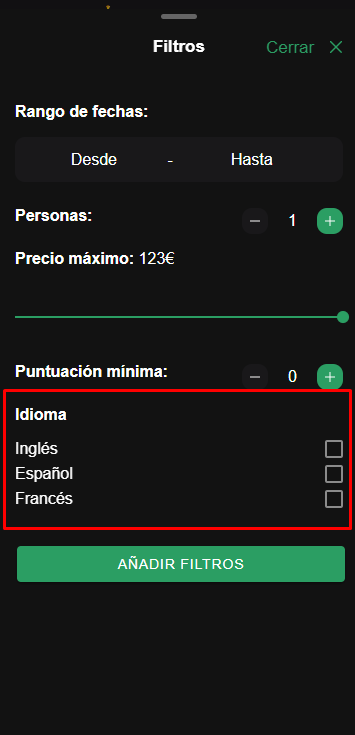 Filtros Cerrar
Rango de fechas:
Desde - Hasta
Personas: − 1 +
Precio máximo: 123€
Puntuación mínima: − 0 +
Idioma
Inglés
Español
Francés
AÑADIR FILTROS